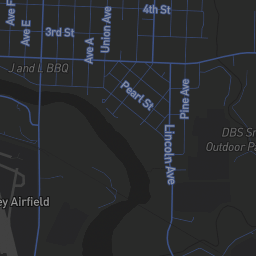 4th St
Ave F
Ave E
3rd St
Ave A
Union Ave
J and L BBQ
Pearl St
Pine Ave
Lincoln Ave
DBS
Outdoor
ey Airfield